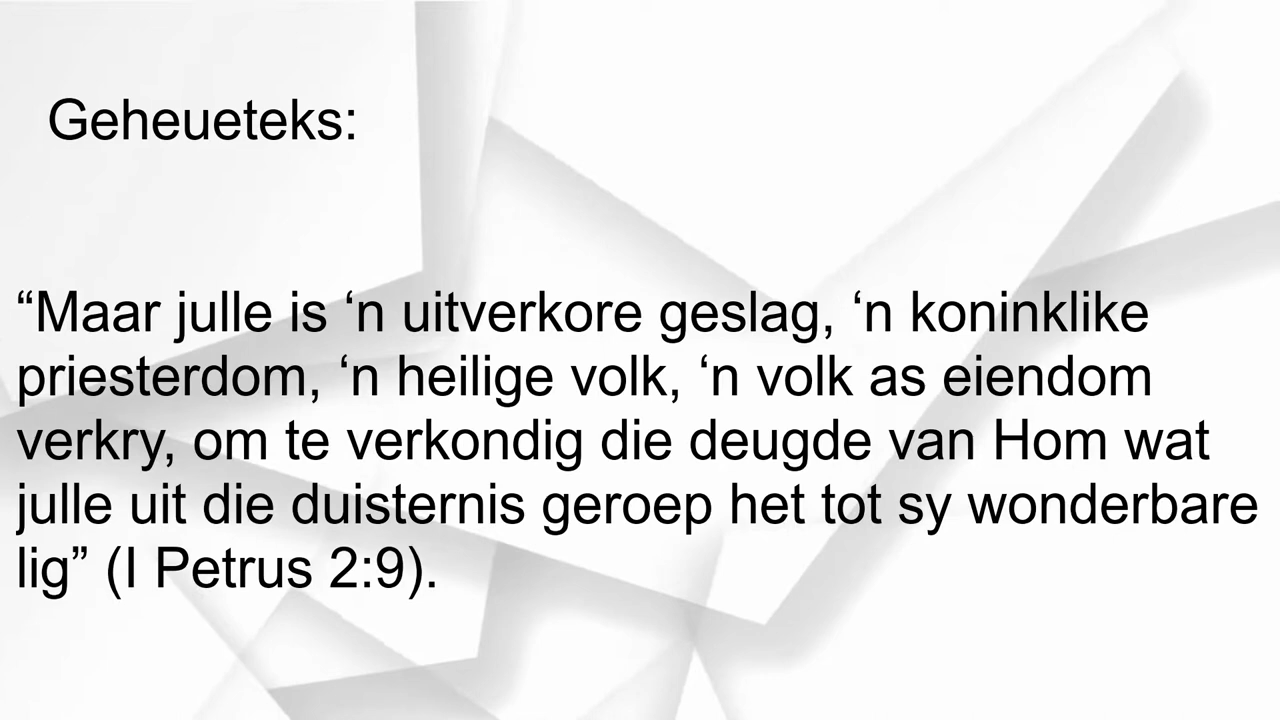 Geheueteks:
“Maar julle is ‘n uitverkore geslag, ‘n koninklike
priesterdom, ‘n heilige volk, ‘n volk as eiendom
verkry, om te verkondig die deugde van Hom wat
julle uit die duisternis geroep het tot sy wonderbare
lig” (I Petrus 2:9).